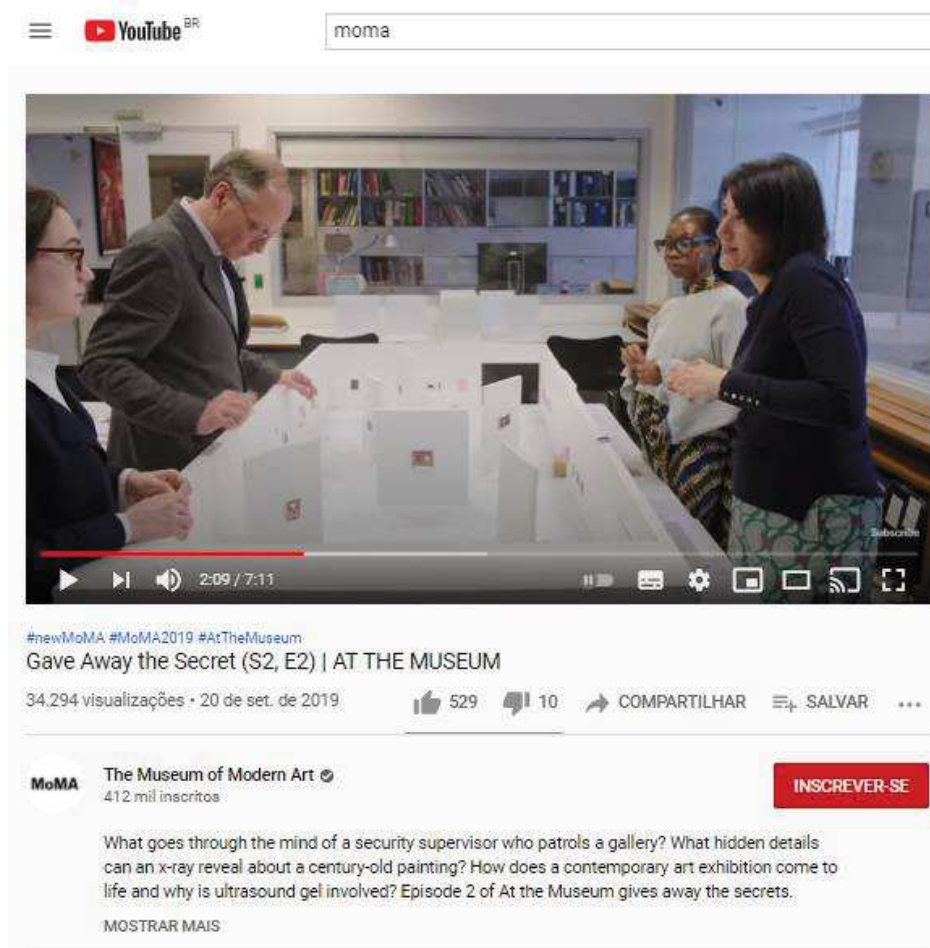 YouTube BR
moma
Subscribe
2:09 / 7:11
#newMoMA #MoMA2019 #AtTheMuseum
Gave Away the Secret (S2, E2) | AT THE MUSEUM
34.294 visualizações • 20 de set. de 2019 529 10 COMPARTILHAR SALVAR
MoMA
The Museum of Modern Art
412 mil inscritos
INSCREVER-SE
What goes through the mind of a security supervisor who patrols a gallery? What hidden details
can an x-ray reveal about a century-old painting? How does a contemporary art exhibition come to
life and why is ultrasound gel involved? Episode 2 of At the Museum gives away the secrets.
MOSTRAR MAIS